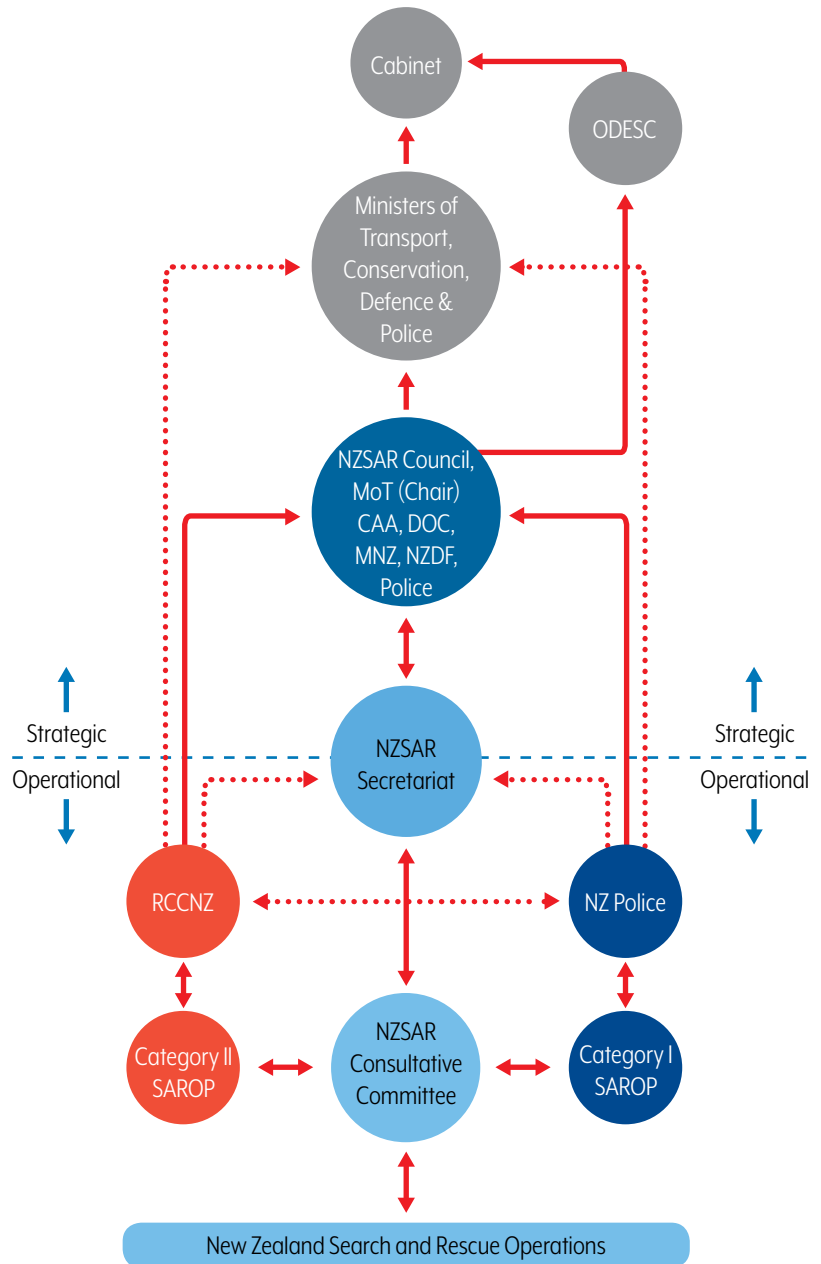 Cabinet
ODESC
Ministers of
Transport,
Conservation,
Defence &
Police
NZSAR Council,
MoT (Chair)
CAA, DOC,
MNZ, NZDF,
Police
Strategic
Operational
NZSAR
Secretariat
Strategic
Operational
RCCNZ
NZ Police
Category II
SAROP
NZSAR
Consultative
Committee
Category I
SAROP
New Zealand Search and Rescue Operations